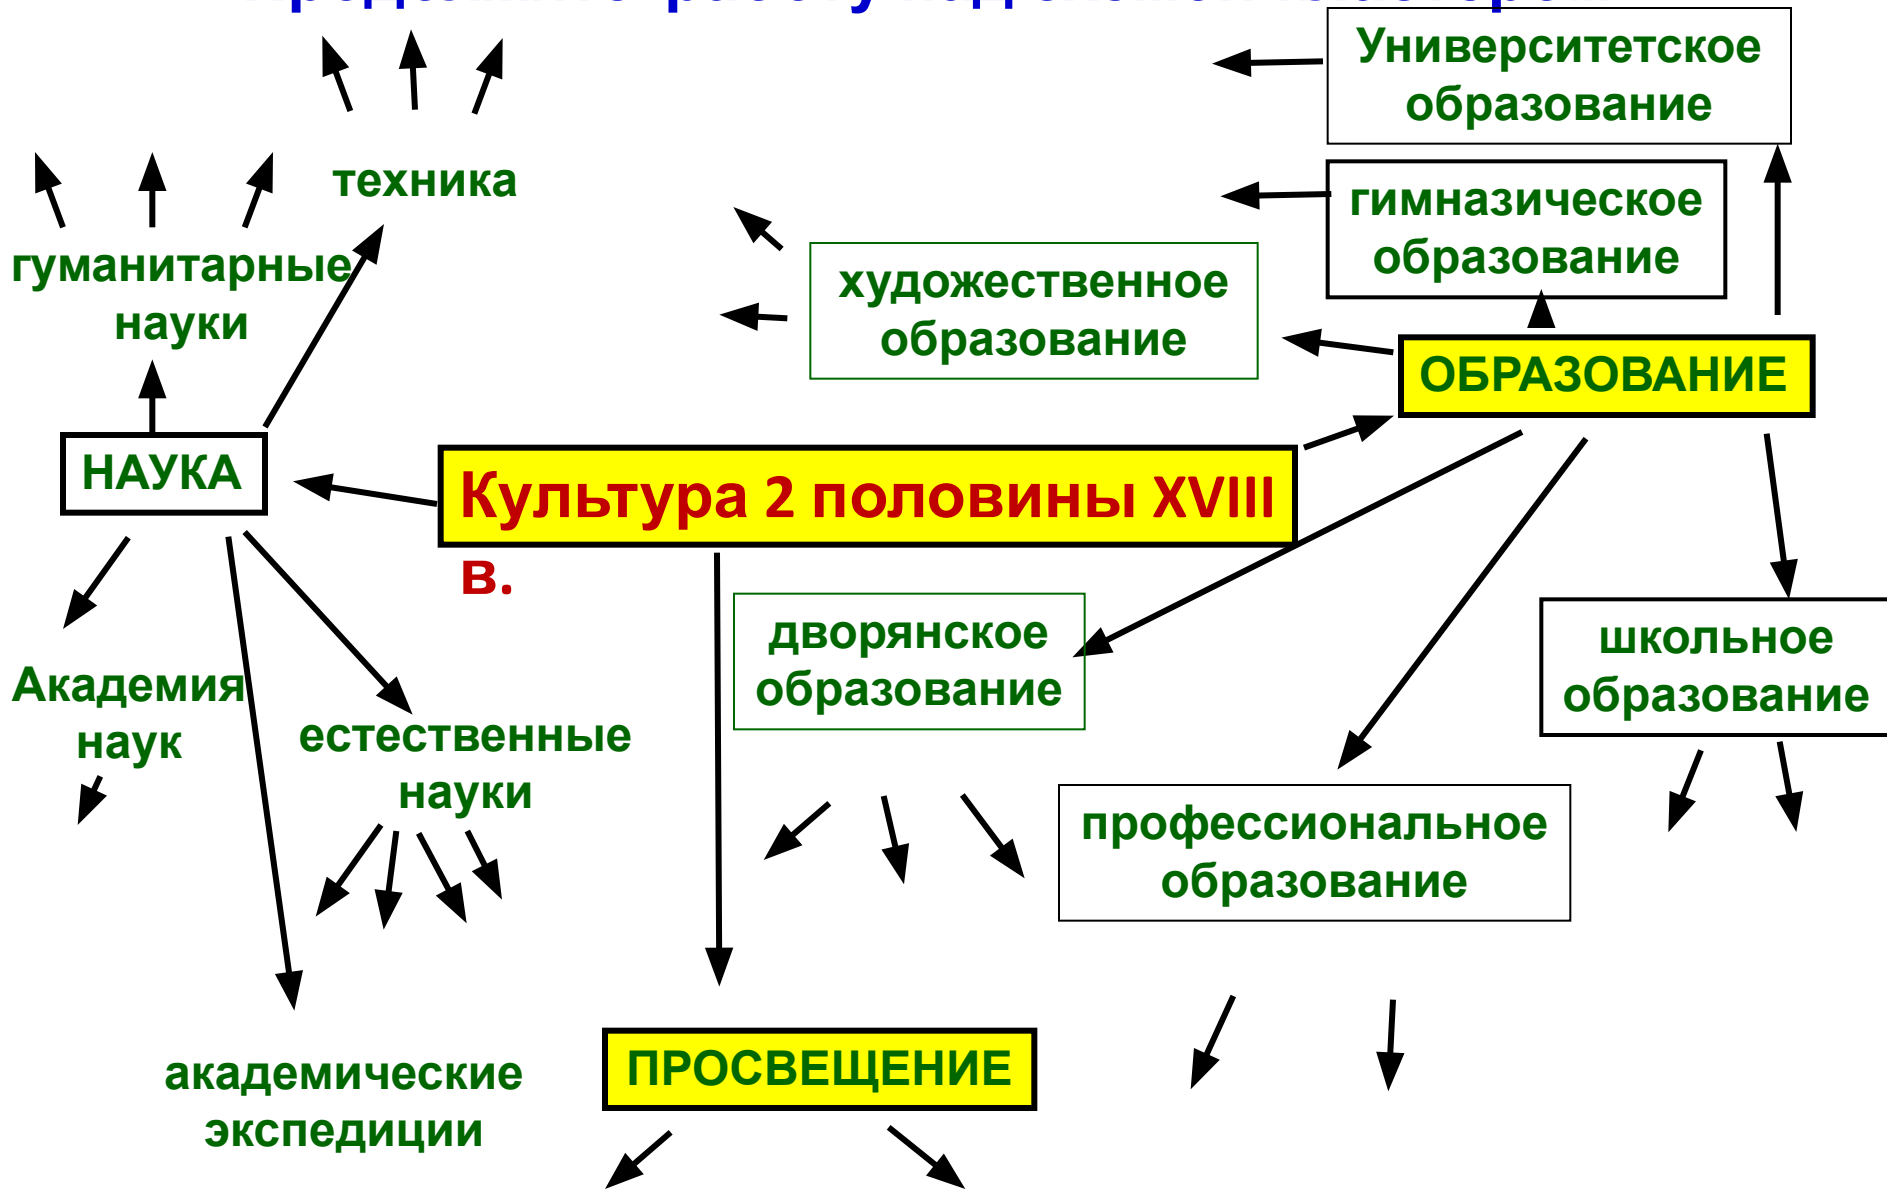 Университетское
образование
техника
гимназическое
образование
гуманитарные
науки
художественное
образование
ОБРАЗОВАНИЕ
НАУКА
Культура 2 половины XVIII
в.
дворянское
образование
школьное
образование
Академия
наук
естественные
науки
профессиональное
образование
ПРОСВЕЩЕНИЕ
академические
экспедиции